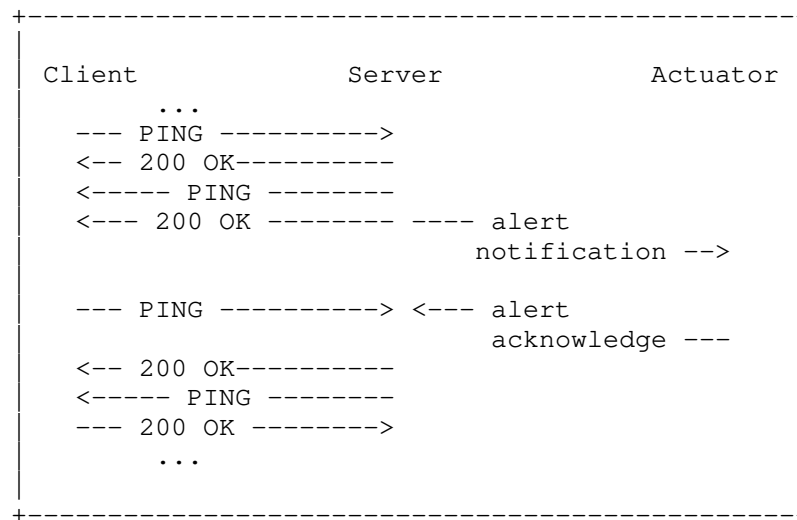 +------------------------------------------------
|
| Client             Server             Actuator
|        ...
|   --- PING ---------->
|   <-- 200 OK----------
|   <----- PING --------
|   <--- 200 OK -------- ---- alert
|                            notification -->
|
|   --- PING ----------> <--- alert
|                             acknowledge ---
|   <-- 200 OK----------
|   <----- PING --------
|   --- 200 OK -------->
|        ...
|
+------------------------------------------------